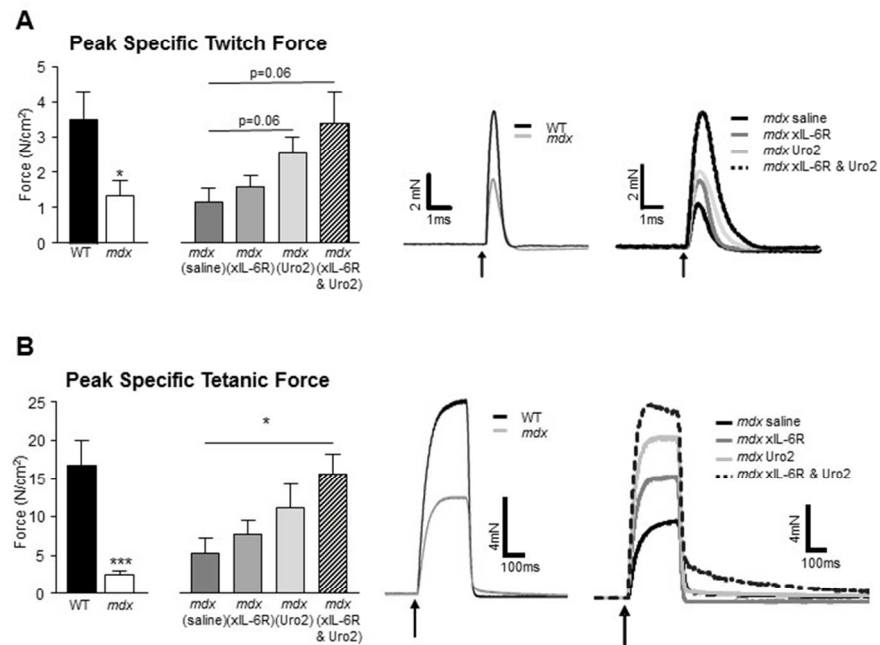 A
Peak Specific Twitch Force
5
4
3
2
1
0
Force (N/cm²)
*
WT
mdx
p=0.06
p=0.06
mdx (saline)
mdx (xIL-6R)
mdx (Uro2)
mdx (xIL-6R & Uro2)
WT
mdx
2 mN
1ms
mdx saline
mdx xIL-6R
mdx Uro2
mdx xIL-6R & Uro2
2 mN
1ms
B
Peak Specific Tetanic Force
25
20
15
10
5
0
Force (N/cm²)
***
WT
mdx
*
mdx (saline)
mdx (xIL-6R)
mdx (Uro2)
mdx (xIL-6R & Uro2)
WT
mdx
4mN
100ms
mdx saline
mdx xIL-6R
mdx Uro2
mdx xIL-6R & Uro2
4mN
100ms